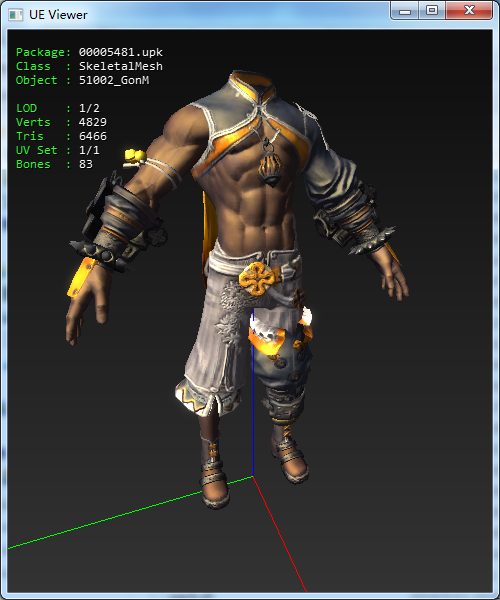 UE Viewer
Package: 00005481.upk
Class  : SkeletalMesh
Object : 51002_GonM
LOD    : 1/2
Verts  : 4829
Tris   : 6466
UV Set : 1/1
Bones  : 83